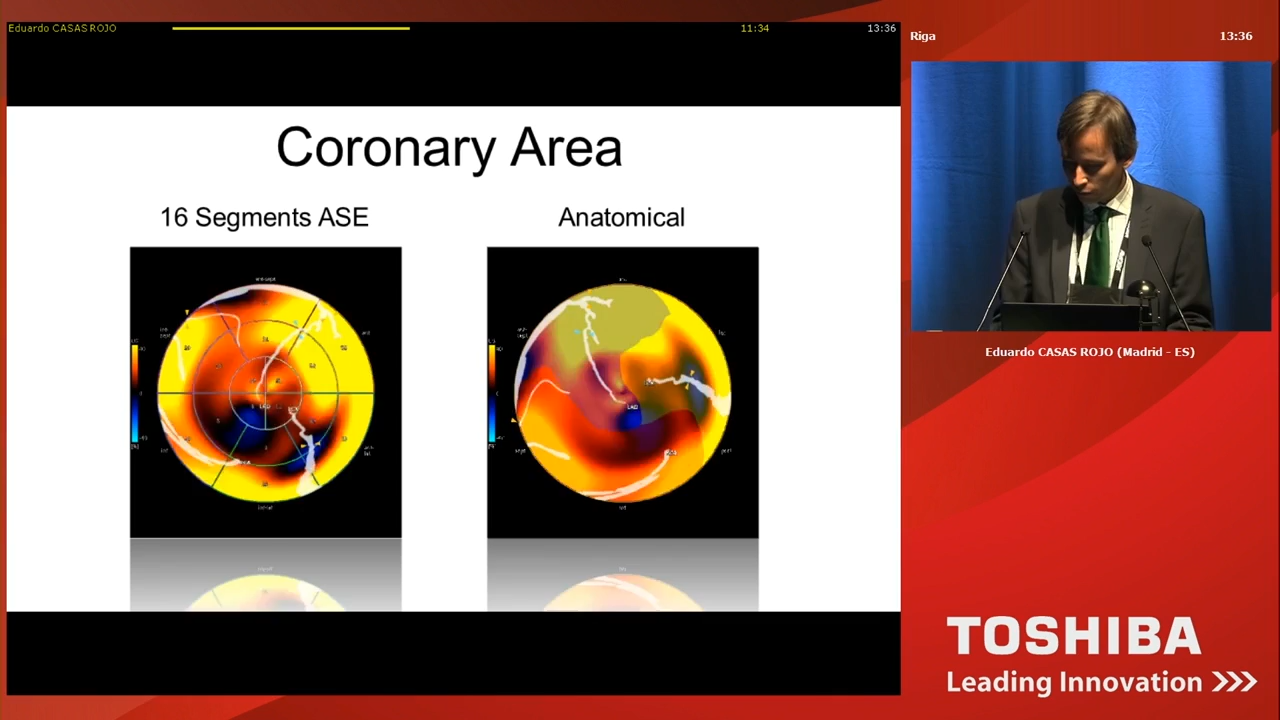 Eduardo CASAS ROJO
11:34
13:36
Riga
13:36
Coronary Area
16 Segments ASE
Anatomical
LAD
Eduardo CASAS ROJO (Madrid - ES)
TOSHIBA
Leading Innovation >>>